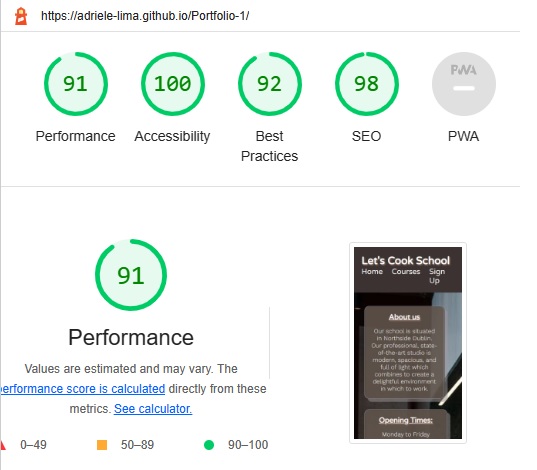 https://adriele-lima.github.io/Portfolio-1/
91
100
92
98
PWA
Performance
Accessibility
Best
Practices
SEO
PWA
91
Performance
Values are estimated and may vary. The
performance score is calculated directly from these
metrics. See calculator.
0–49
50–89
90–100
Let's Cook School
Home
Courses
Sign
Up
About us
Our school is situated
in Northside Dublin.
Our professional, state-
of-the-art studio is
modern, spacious, and
full of light which
combines to create a
delightful environment
in which to work.
Opening Times:
Monday to Friday